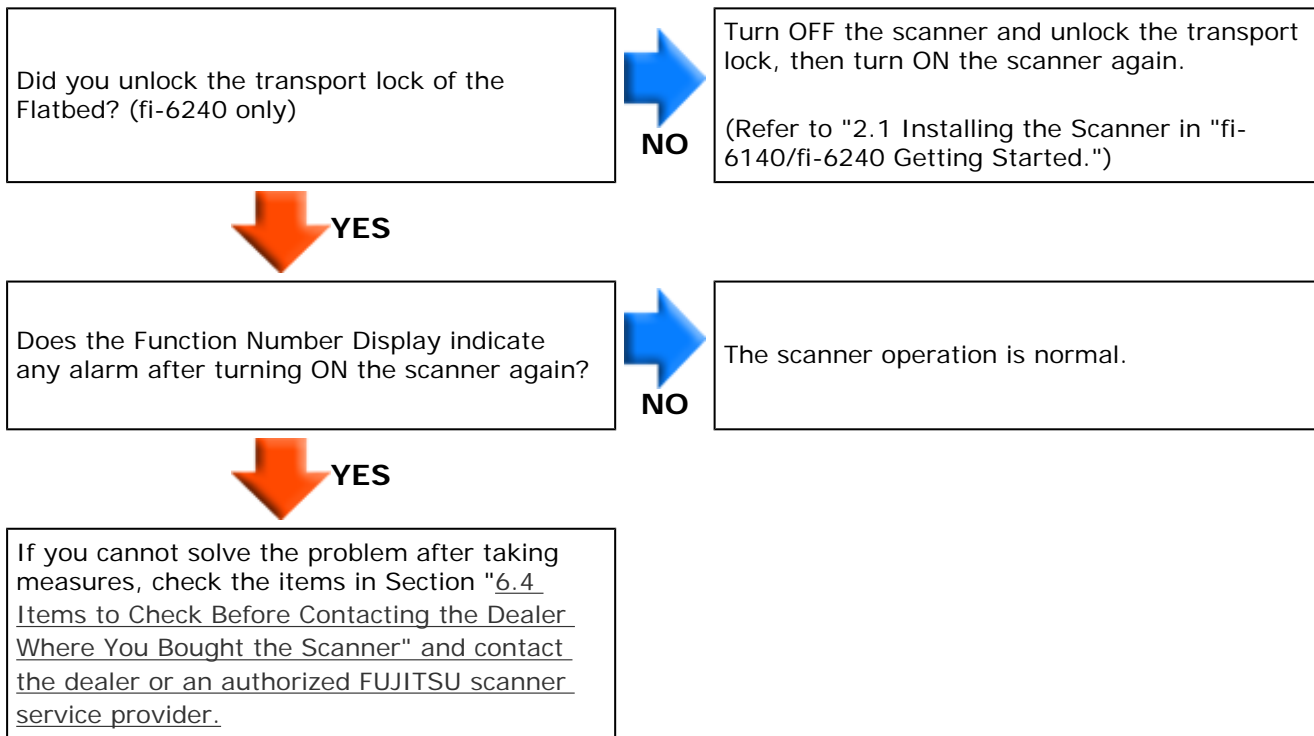 Did you unlock the transport lock of the
Flatbed? (fi-6240 only)
NO
Turn OFF the scanner and unlock the transport
lock, then turn ON the scanner again.
(Refer to "2.1 Installing the Scanner in "fi-
6140/fi-6240 Getting Started.")
YES
Does the Function Number Display indicate
any alarm after turning ON the scanner again?
NO
The scanner operation is normal.
YES
If you cannot solve the problem after taking
measures, check the items in Section "6.4
Items to Check Before Contacting the Dealer
Where You Bought the Scanner" and contact
the dealer or an authorized FUJITSU scanner
service provider.